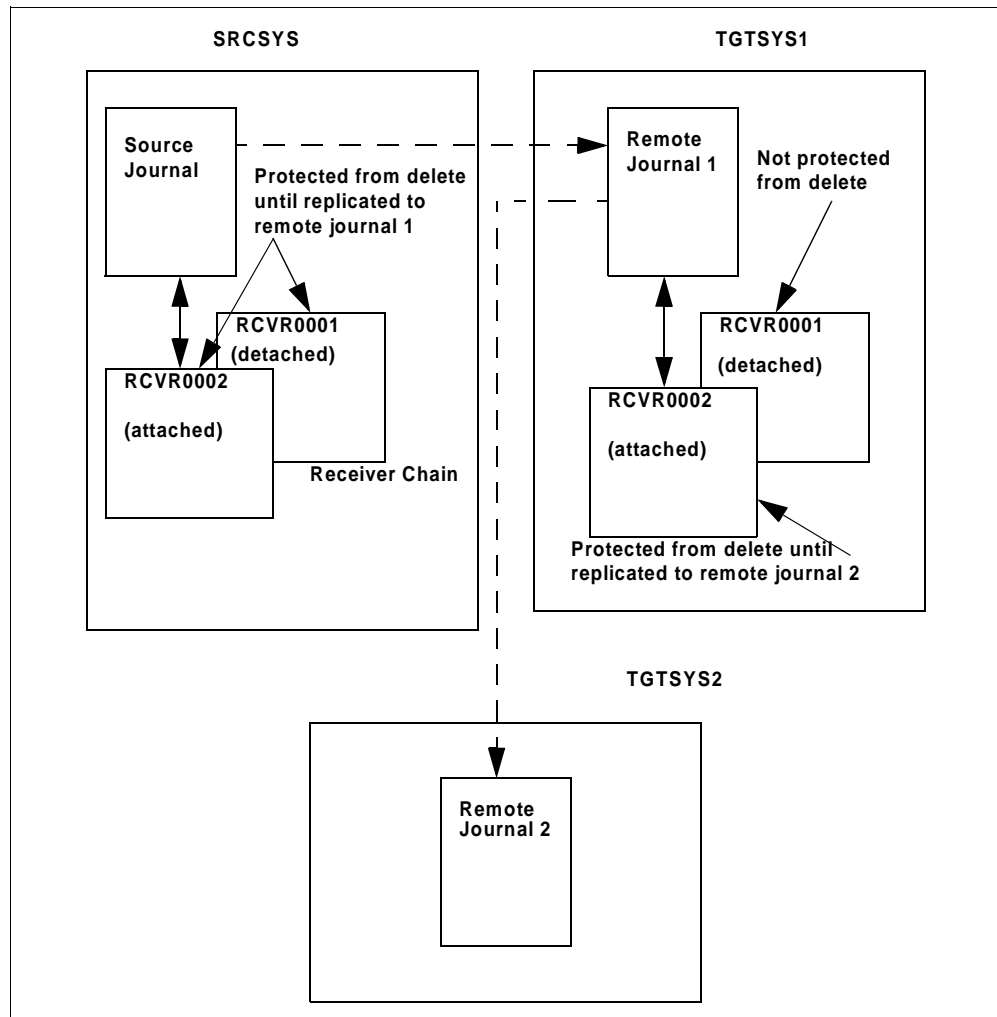 SRCSYS
TGTSYS1
Source
Journal
Protected from delete
until replicated to
remote journal 1
RCVR0001
(detached)
RCVR0002
(attached)
Receiver Chain
Remote
Journal 1
Not protected
from delete
RCVR0001
(detached)
RCVR0002
(attached)
Protected from delete until
replicated to remote journal 2
TGTSYS2
Remote
Journal 2